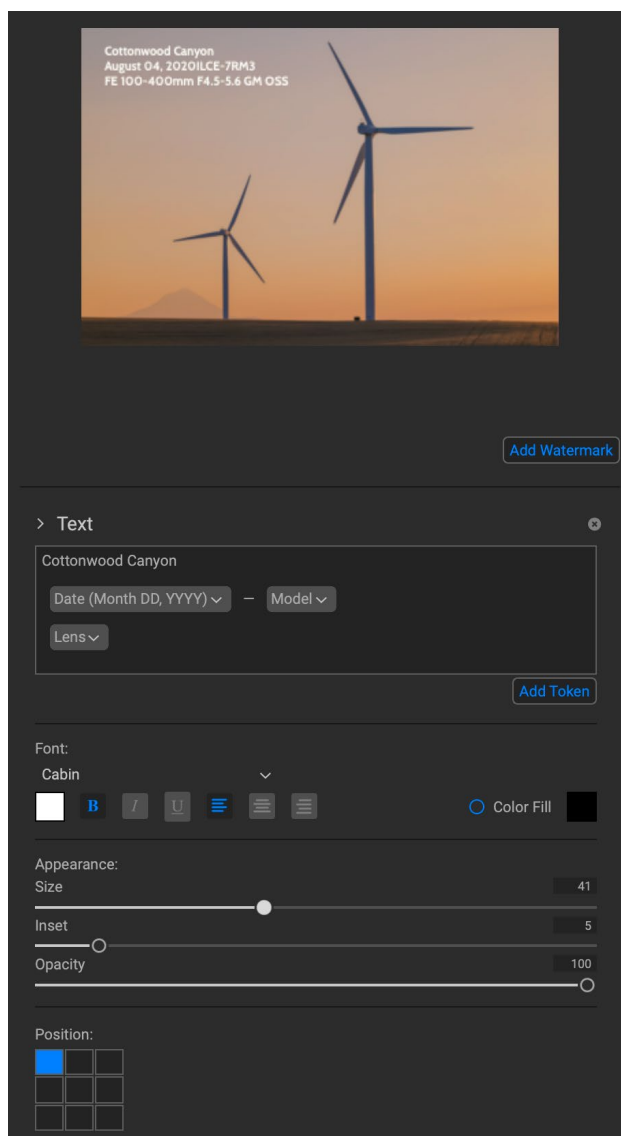 Cottonwood Canyon
August 04, 2020ILCE-7RM3
FE 100-400mm F4.5-5.6 GM OSS
Add Watermark
Text
Cottonwood Canyon
Date (Month DD, YYYY) – Model
Lens
Add Token
Font:
Cabin
B I U Color Fill
Appearance:
Size 41
Inset 5
Opacity 100
Position: